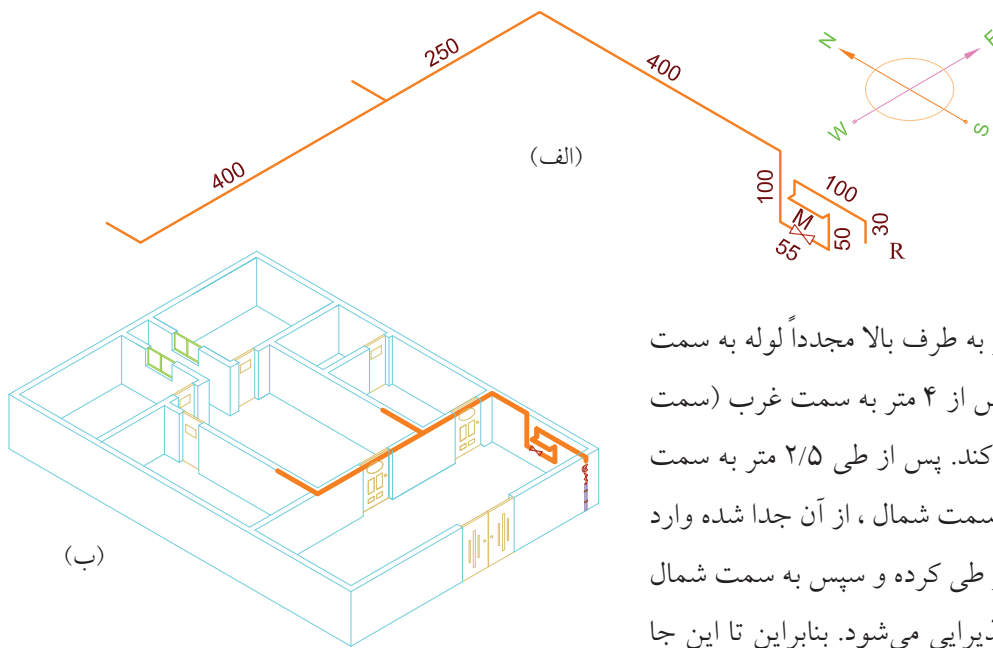 N
E
W
S
250
400
400
(الف)
100
100
M
55
50
30
R
ر به طرف بالا مجدداً لوله به سمت
س از ۴ متر به سمت غرب (سمت
کند. پس از طی ۲/۵ متر به سمت
سمت شمال ، از آن جدا شده وارد
ر طی کرده و سپس به سمت شمال
ذیرایی می‌شود. بنابراین تا این جا
(ب)